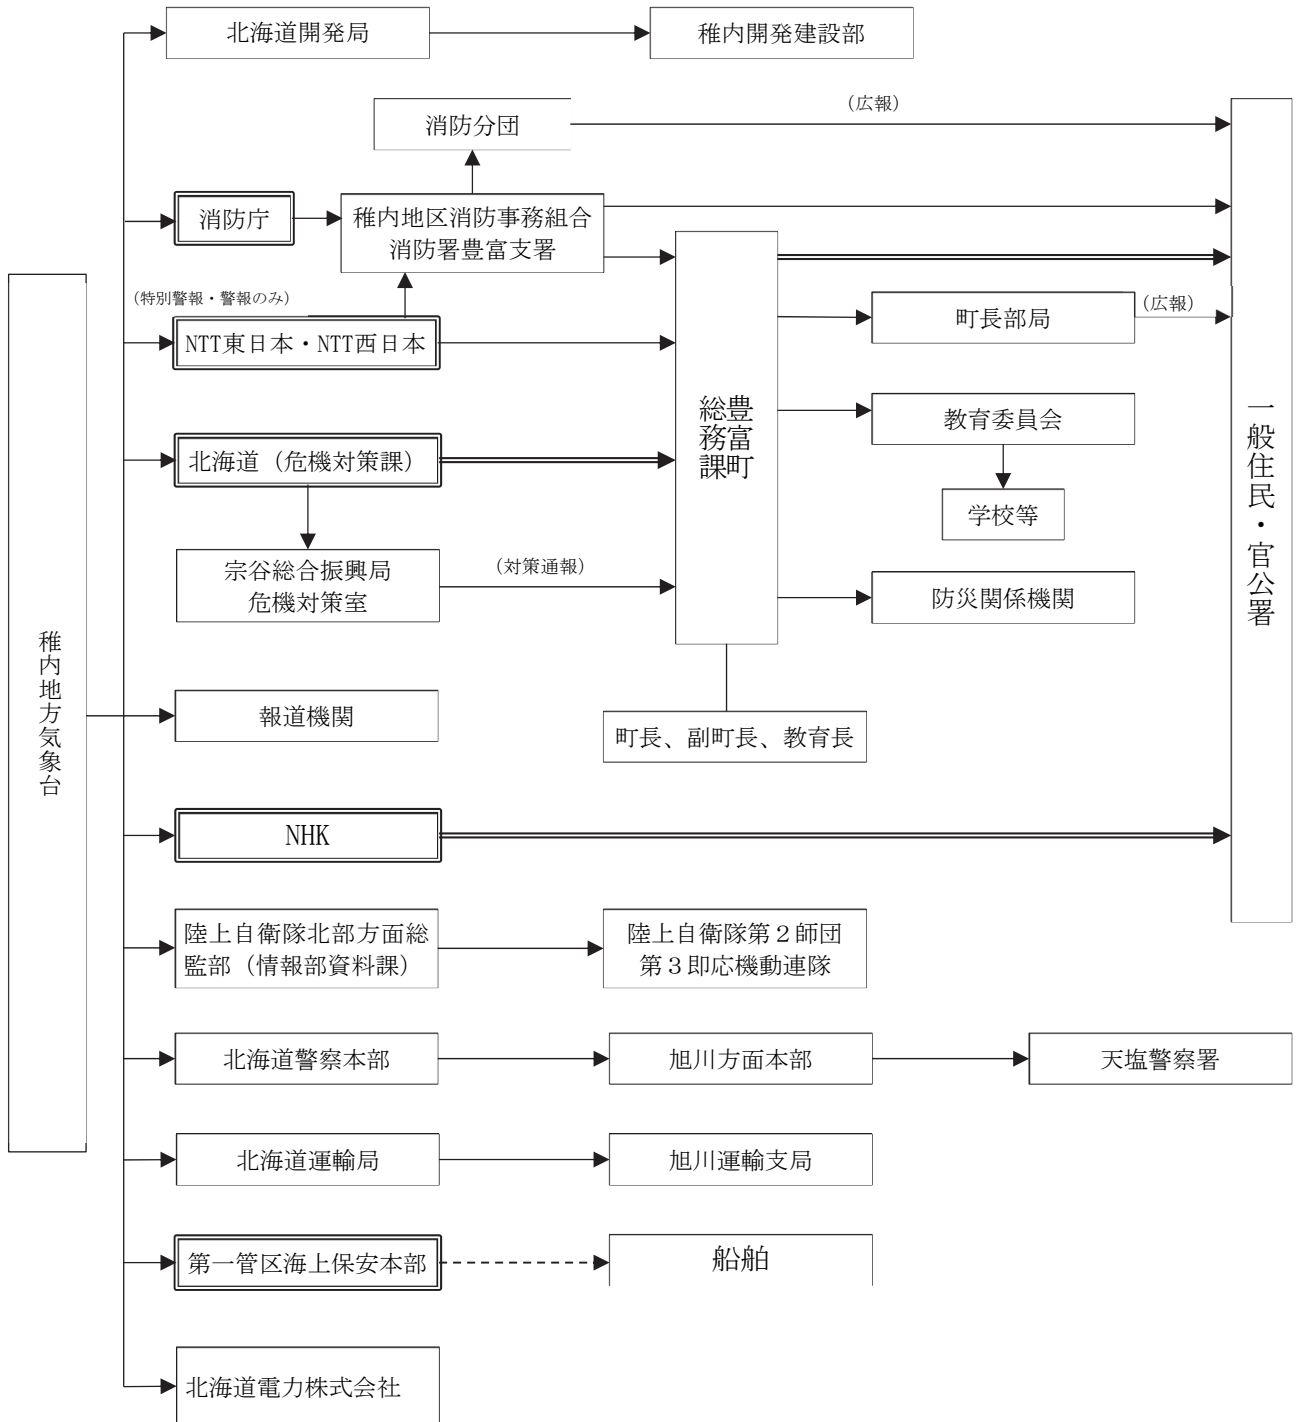 北海道開発局
稚内開発建設部
消防分団
（広報）
消防庁
稚内地区消防事務組合
消防署豊富支署
（特別警報・警報のみ）
NTT東日本・NTT西日本
町長部局
（広報）
豊富町
総務課
教育委員会
学校等
北海道（危機対策課）
宗谷総合振興局
危機対策室
（対策通報）
防災関係機関
一般住民・官公署
稚内地方気象台
報道機関
町長、副町長、教育長
NHK
陸上自衛隊北部方面総
監部（情報部資料課）
陸上自衛隊第２師団
第３即応機動連隊
北海道警察本部
旭川方面本部
天塩警察署
北海道運輸局
旭川運輸支局
第一管区海上保安本部
船舶
北海道電力株式会社